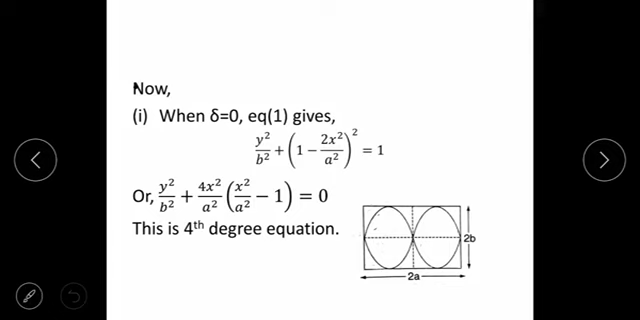 Now,
(i) When δ=0, eq(1) gives,
y²/b² + (1 − 2x²/a²)² = 1
Or, y²/b² + 4x²/a² (x²/a² − 1) = 0
This is 4th degree equation.
2b
2a